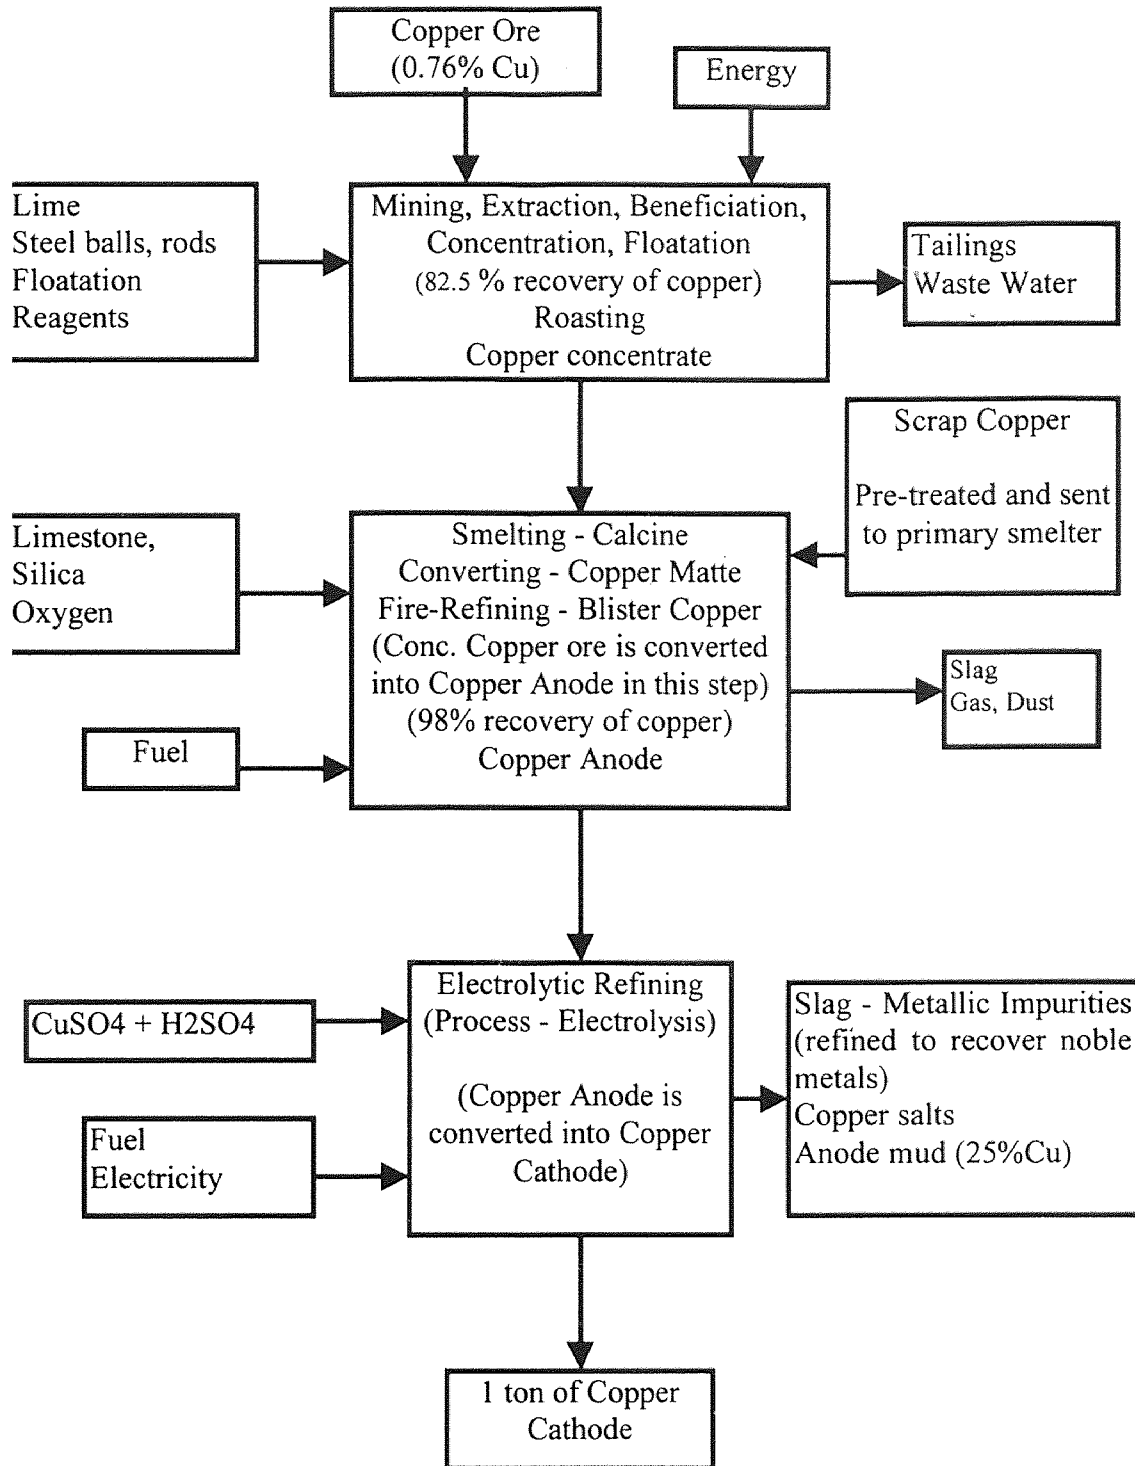 Copper Ore
(0.76% Cu)
Energy
Lime
Steel balls, rods
Floatation
Reagents
Mining, Extraction, Beneficiation,
Concentration, Floatation
(82.5 % recovery of copper)
Roasting
Copper concentrate
Tailings
Waste Water
Scrap Copper
Pre-treated and sent
to primary smelter
Limestone,
Silica
Oxygen
Smelting - Calcine
Converting - Copper Matte
Fire-Refining - Blister Copper
(Conc. Copper ore is converted
into Copper Anode in this step)
(98% recovery of copper)
Copper Anode
Slag
Gas, Dust
Fuel
CuSO4 + H2SO4
Electrolytic Refining
(Process - Electrolysis)
(Copper Anode is
converted into Copper
Cathode)
Slag - Metallic Impurities
(refined to recover noble
metals)
Copper salts
Anode mud (25%Cu)
Fuel
Electricity
1 ton of Copper
Cathode